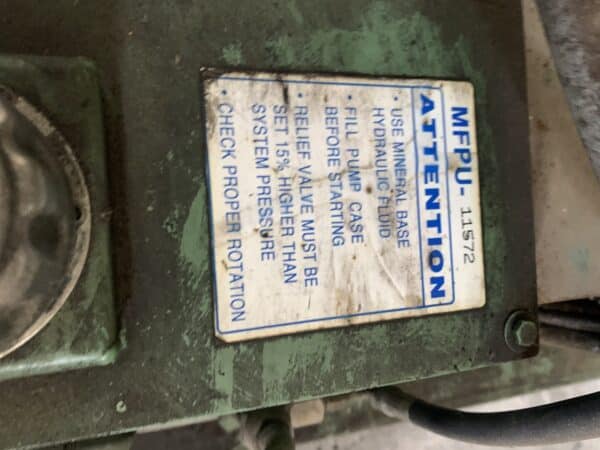 MFPU- 11572
ATTENTION
• USE MINERAL BASE
HYDRAULIC FLUID
• FILL PUMP CASE
BEFORE STARTING
• RELIEF VALVE MUST BE
SET 15% HIGHER THAN
SYSTEM PRESSURE
• CHECK PROPER ROTATION